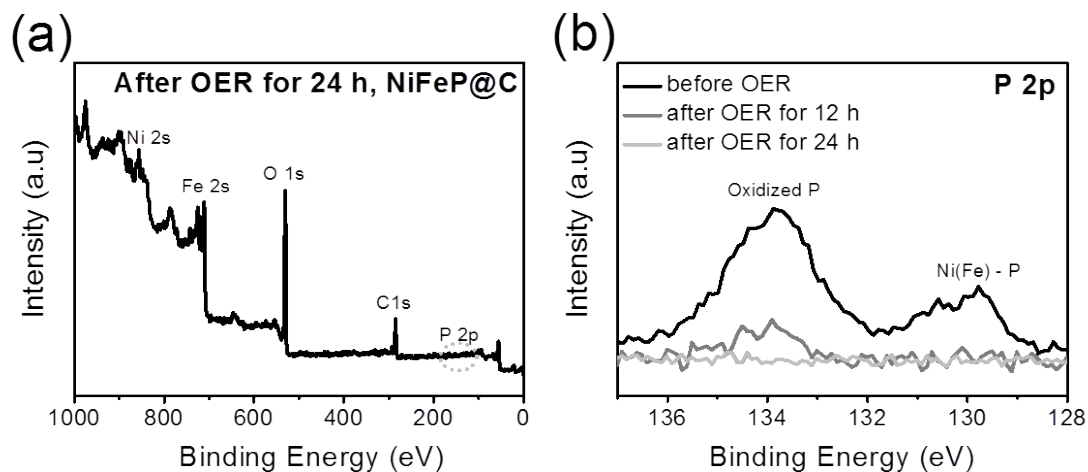 (a)
After OER for 24 h, NiFeP@C
Ni 2s
Fe 2s
O 1s
C1s
P 2p
Intensity (a.u)
1000 800 600 400 200 0
Binding Energy (eV)
(b)
before OER
after OER for 12 h
after OER for 24 h
P 2p
Oxidized P
Ni(Fe) - P
Intensity (a.u)
136 134 132 130 128
Binding Energy (eV)